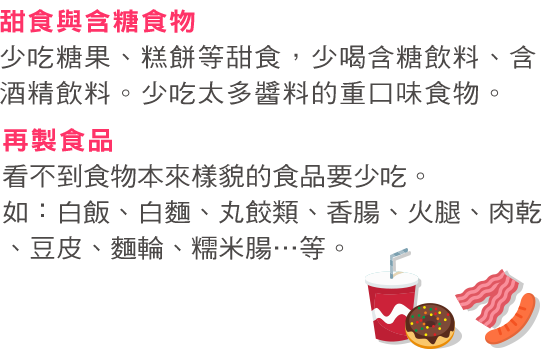 甜食與含糖食物
少吃糖果、糕餅等甜食，少喝含糖飲料、含
酒精飲料。少吃太多醬料的重口味食物。
再製食品
看不到食物本來樣貌的食品要少吃。
如：白飯、白麵、丸餃類、香腸、火腿、肉乾
、豆皮、麵輪、糯米腸…等。